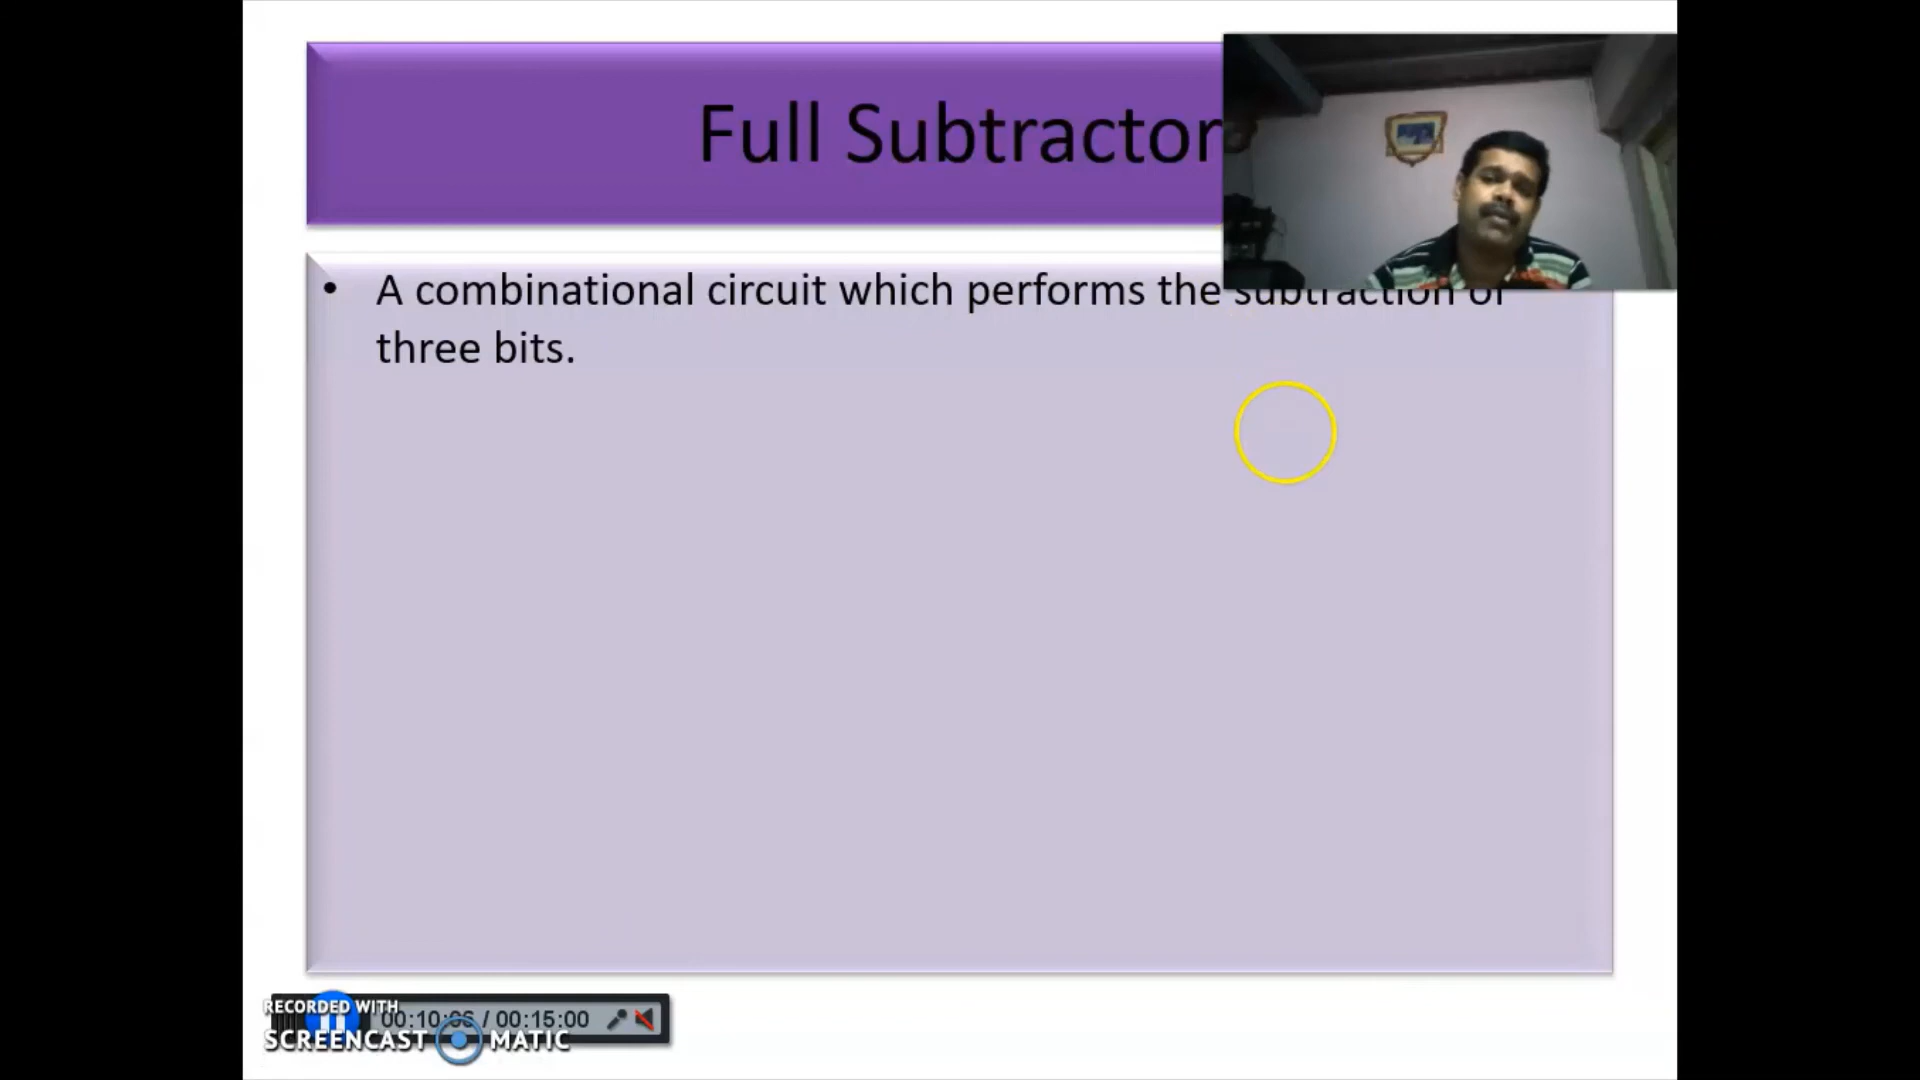 Full Subtractor
• A combinational circuit which performs the subtraction of
three bits.
RECORDED WITH
00:10:06 / 00:15:00
SCREENCAST MATIC